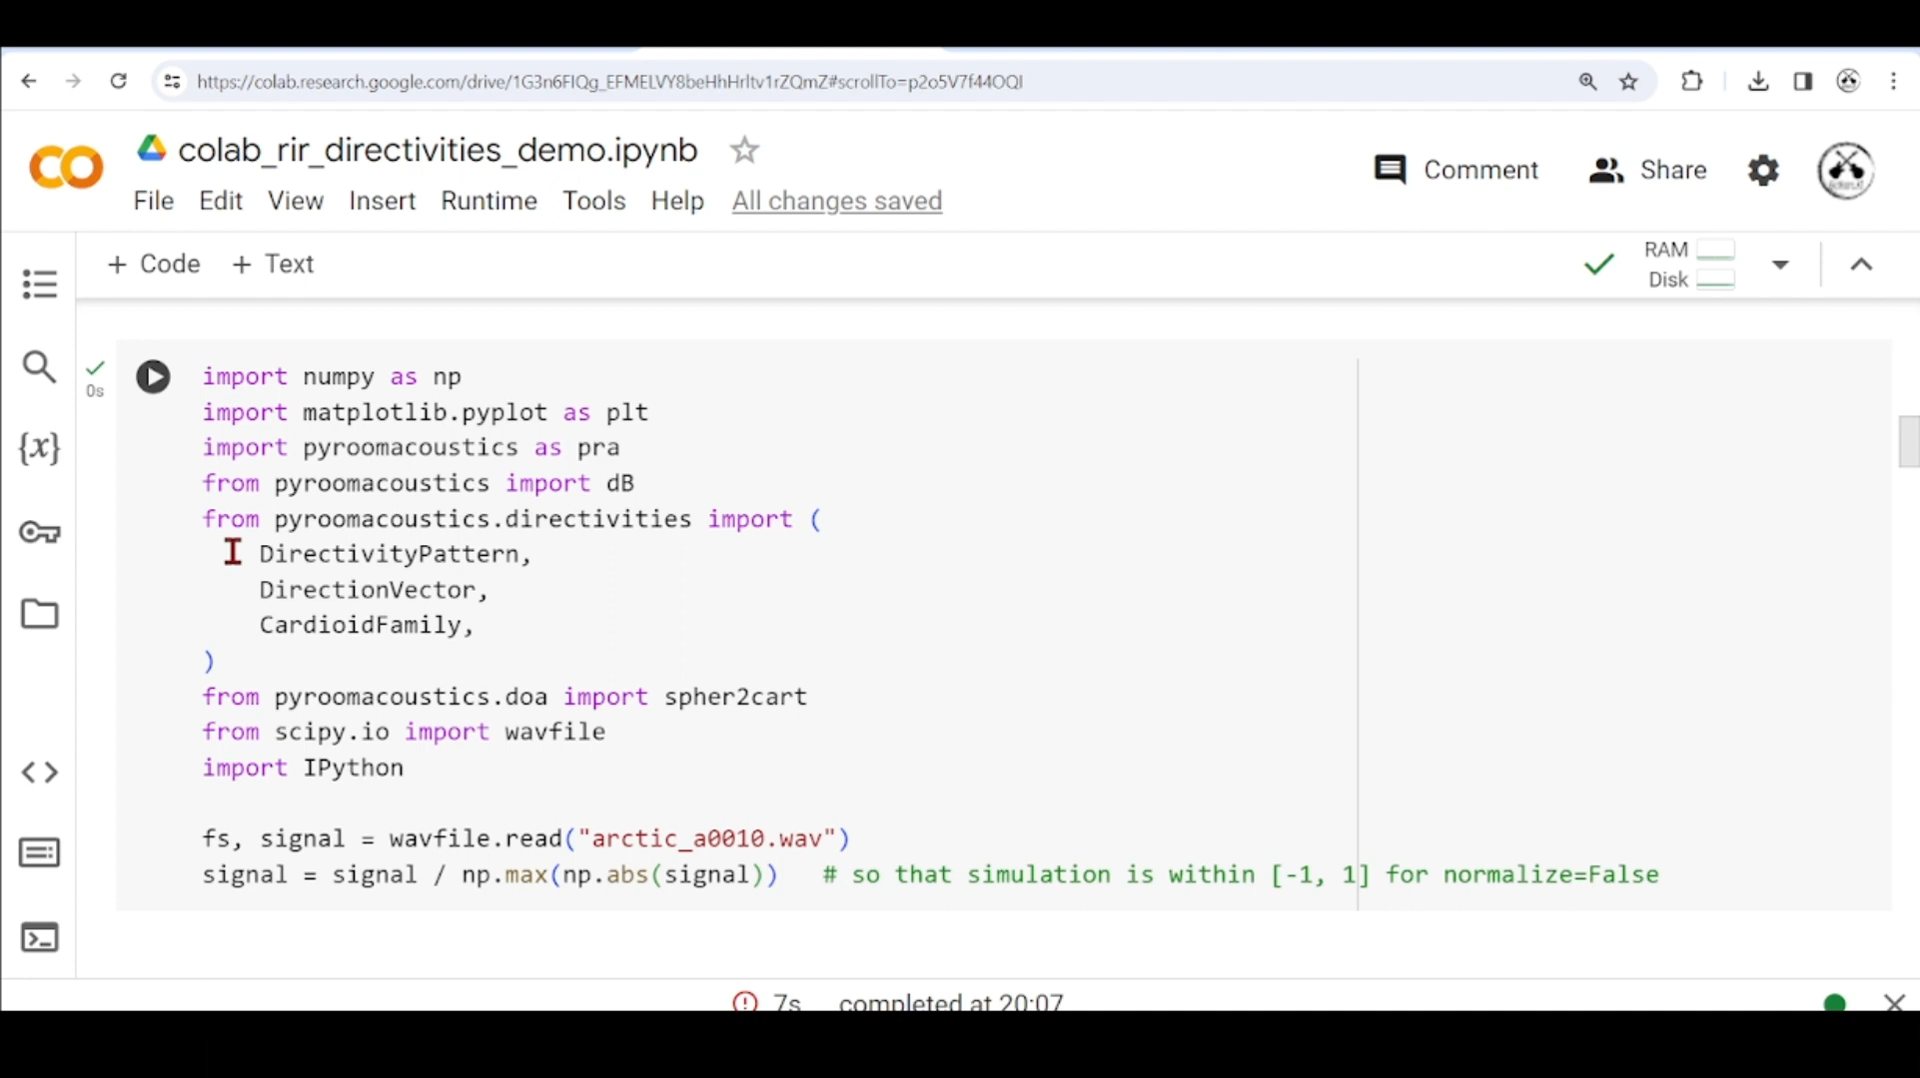 https://colab.research.google.com/drive/1G3n6FIQg_EFMELVY8beHhHrltv1rZQmZ#scrollTo=p2o5V7f44OQI
colab_rir_directivities_demo.ipynb
Comment
Share
File Edit View Insert Runtime Tools Help All changes saved
+ Code + Text
RAM
Disk
0s
import numpy as np
import matplotlib.pyplot as plt
import pyroomacoustics as pra
from pyroomacoustics import dB
from pyroomacoustics.directivities import (
DirectivityPattern,
DirectionVector,
CardioidFamily,
)
from pyroomacoustics.doa import spher2cart
from scipy.io import wavfile
import IPython
fs, signal = wavfile.read("arctic_a0010.wav")
signal = signal / np.max(np.abs(signal)) # so that simulation is within [-1, 1] for normalize=False
7s completed at 20:07